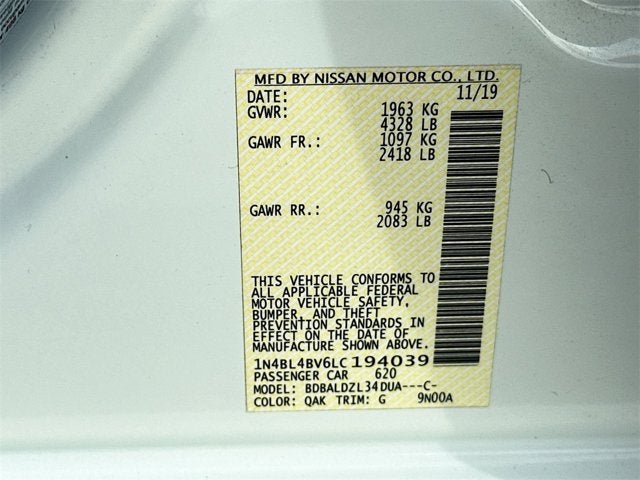 MFD BY NISSAN MOTOR CO., LTD.
DATE: 11/19
GVWR: 1963 KG
4328 LB
GAWR FR.: 1097 KG
2418 LB
GAWR RR.: 945 KG
2083 LB
THIS VEHICLE CONFORMS TO
ALL APPLICABLE FEDERAL
MOTOR VEHICLE SAFETY,
BUMPER, AND THEFT
PREVENTION STANDARDS IN
EFFECT ON THE DATE OF
MANUFACTURE SHOWN ABOVE.
1N4BL4BV6LC194039
PASSENGER CAR 620
MODEL: BDBALDZL34DUA---C-
COLOR: QAK TRIM: G 9N00A